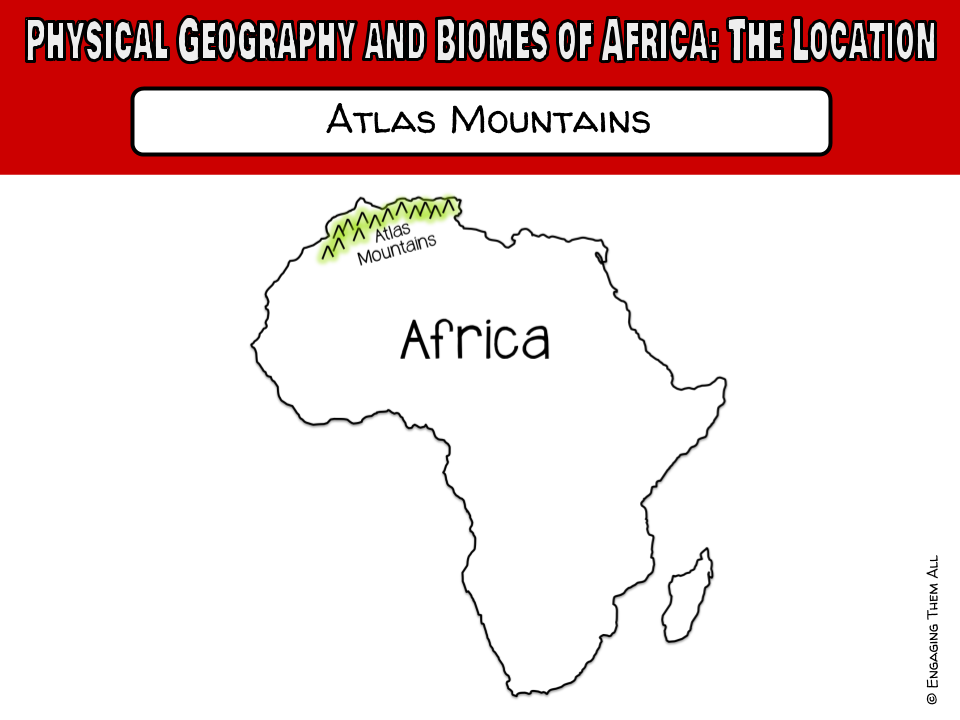 Physical Geography and Biomes of Africa: The Location
Atlas Mountains
Atlas
Mountains
Africa
© Engaging Them All